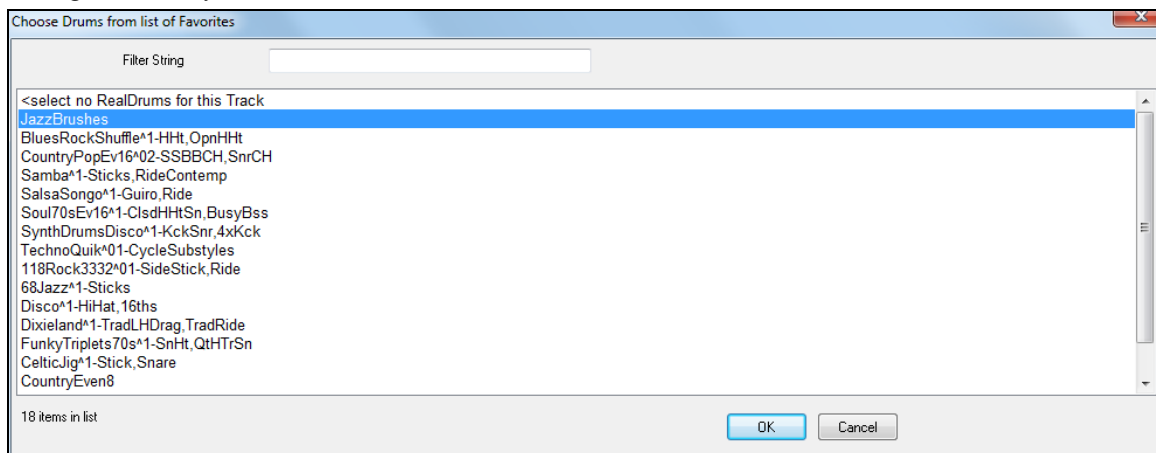 Choose Drums from list of Favorites
Filter String
<select no RealDrums for this Track
JazzBrushes
BluesRockShuffle^1-HHt,OpnHHt
CountryPopEv16^02-SSBBCH,SnrCH
Samba^1-Sticks,RideContemp
SalsaSongo^1-Guiro,Ride
Soul70sEv16^1-ClsdHHtSn,BusyBss
SynthDrumsDisco^1-KckSnr,4xKck
TechnoQuik^01-CycleSubstyles
118Rock3332^01-SideStick,Ride
68Jazz^1-Sticks
Disco^1-HiHat,16ths
Dixieland^1-TradLHDrag,TradRide
FunkyTriplets70s^1-SnHt,QtHTrSn
CelticJig^1-Stick,Snare
CountryEven8
18 items in list
OK Cancel